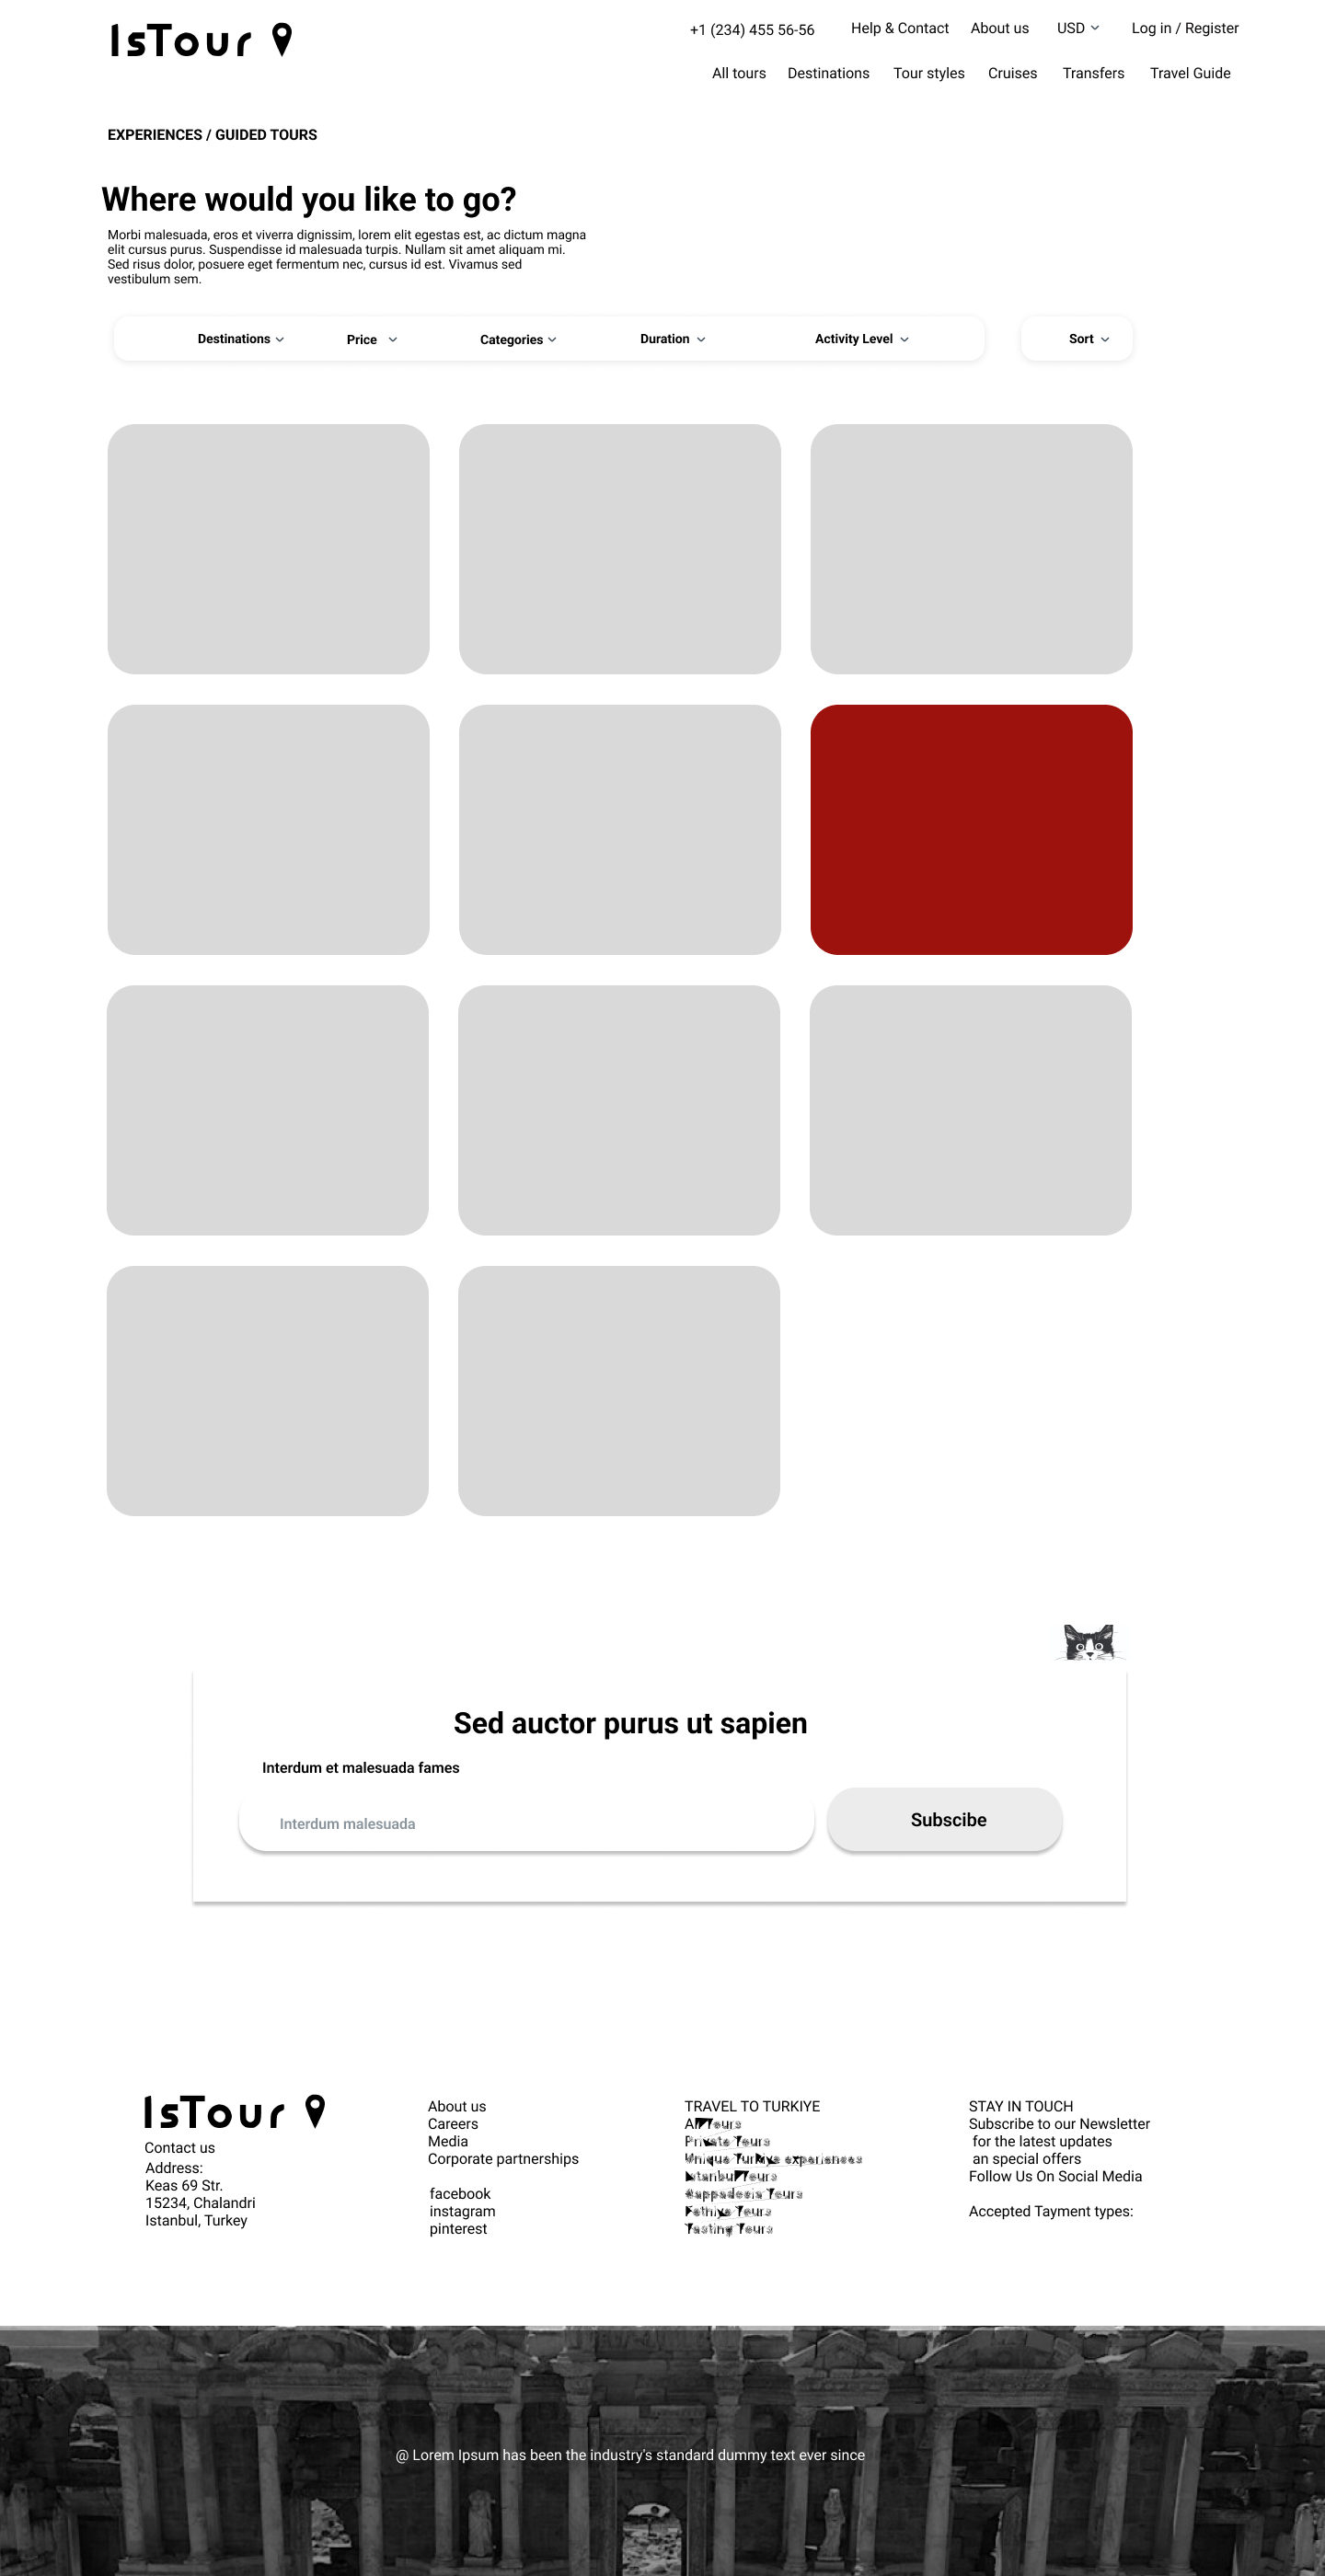 IsTour
+1 (234) 455 56-56 Help & Contact About us USD Log in / Register
All tours Destinations Tour styles Cruises Transfers Travel Guide
EXPERIENCES / GUIDED TOURS
Where would you like to go?
Morbi malesuada, eros et viverra dignissim, lorem elit egestas est, ac dictum magna
elit cursus purus. Suspendisse id malesuada turpis. Nullam sit amet aliquam mi.
Sed risus dolor, posuere eget fermentum nec, cursus id est. Vivamus sed
vestibulum sem.
Destinations Price Categories Duration Activity Level Sort
Sed auctor purus ut sapien
Interdum et malesuada fames
Interdum malesuada
Subscibe
IsTour
Contact us
Address:
Keas 69 Str.
15234, Chalandri
Istanbul, Turkey
About us
Careers
Media
Corporate partnerships
facebook
instagram
pinterest
TRAVEL TO TURKIYE
All Tours
Private Tours
Unique Turkiye experiences
Istanbul Tours
Cappadocia Tours
Fethiye Tours
Tasting Tours
STAY IN TOUCH
Subscribe to our Newsletter
for the latest updates
an special offers
Follow Us On Social Media
Accepted Tayment types:
@ Lorem Ipsum has been the industry's standard dummy text ever since